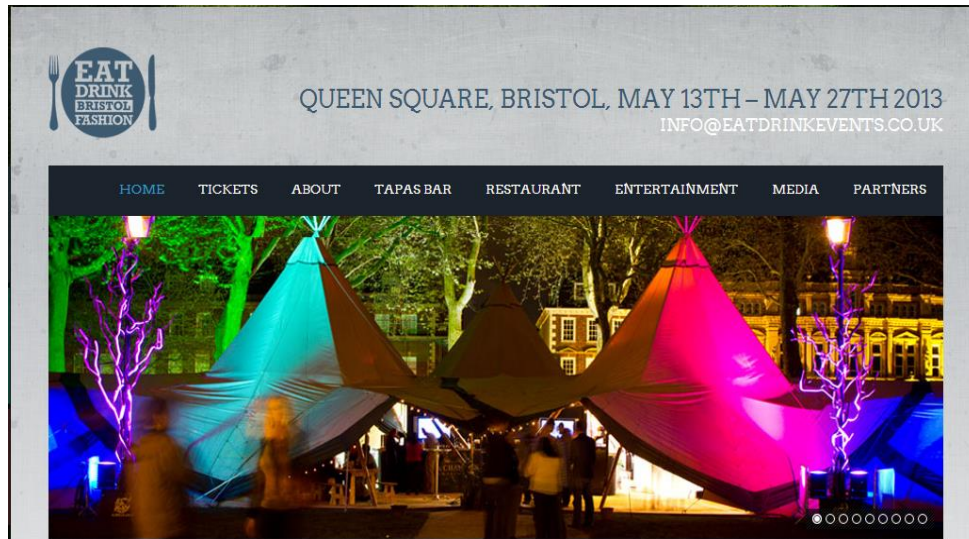 EAT
DRINK
BRISTOL
FASHION
QUEEN SQUARE, BRISTOL, MAY 13TH – MAY 27TH 2013
INFO@EATDRINKEVENTS.CO.UK
HOME TICKETS ABOUT TAPAS BAR RESTAURANT ENTERTAINMENT MEDIA PARTNERS